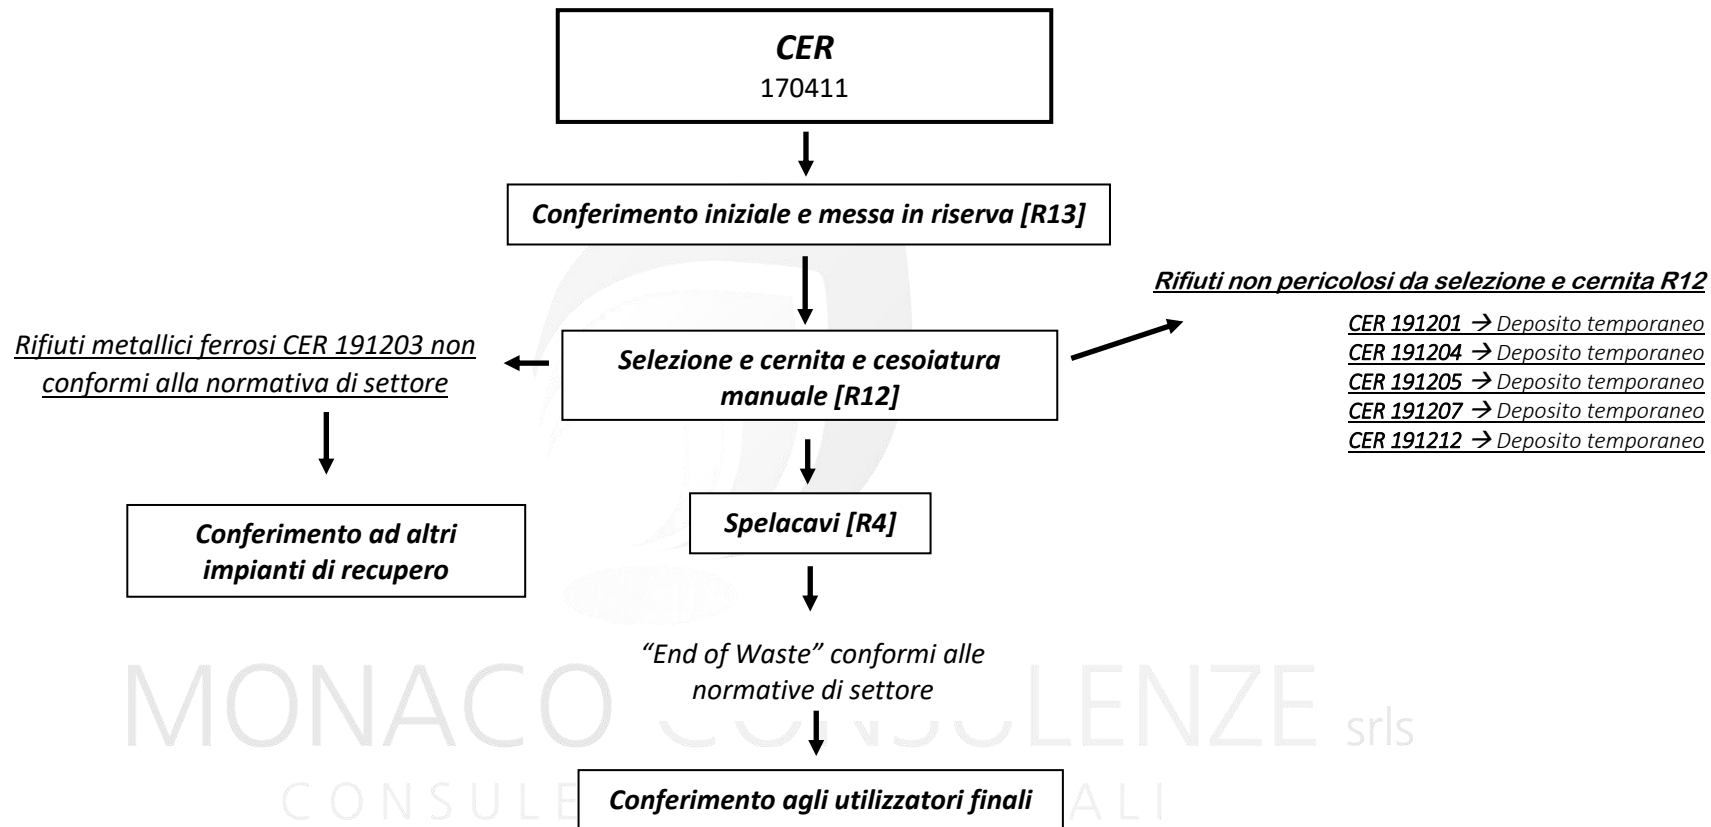 CER
170411
Conferimento iniziale e messa in riserva [R13]
Rifiuti non pericolosi da selezione e cernita R12
CER 191201 → Deposito temporaneo
CER 191204 → Deposito temporaneo
CER 191205 → Deposito temporaneo
CER 191207 → Deposito temporaneo
CER 191212 → Deposito temporaneo
Rifiuti metallici ferrosi CER 191203 non
conformi alla normativa di settore
Selezione e cernita e cesoiatura
manuale [R12]
Conferimento ad altri
impianti di recupero
Spelacavi [R4]
“End of Waste” conformi alle
normative di settore
MONACO CONSULENZE srls
Conferimento agli utilizzatori finali